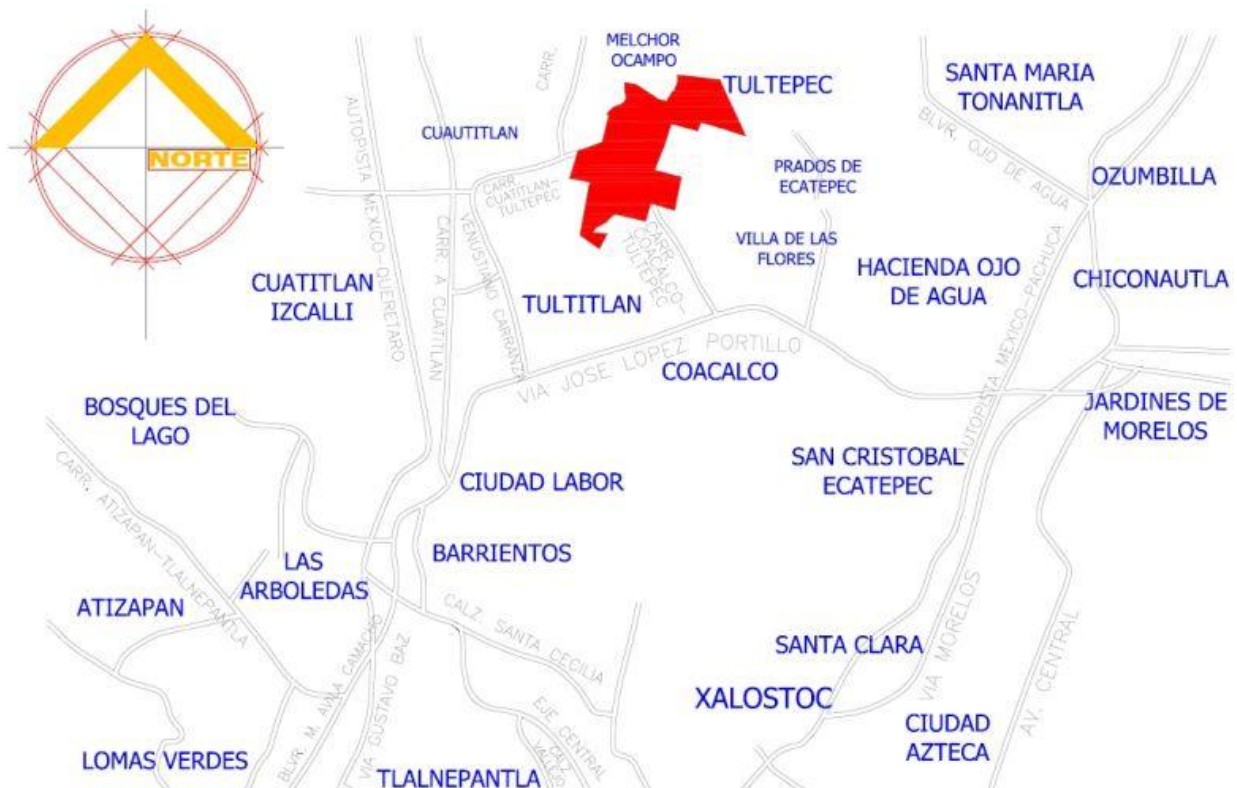 MELCHOR
OCAMPO
CARR.
TULTEPEC
SANTA MARIA
TONANITLA
CUAUTITLAN
NORTE
AUTOPISTA MEXICO-QUERETARO
BLVR. OJO DE AGUA
PRADOS DE
ECATEPEC
OZUMBILLA
CARR.
CUATITLAN-
TULTEPEC
VENUSTIANO CARRANZA
CARR. A CUATITLAN
CARR.
COACALCO-
TULTEPEC
VILLA DE LAS
FLORES
HACIENDA OJO
DE AGUA
CHICONAUTLA
CUATITLAN
IZCALLI
TULTITLAN
AUTOPISTA MEXICO-PACHUCA
VIA JOSE LOPEZ PORTILLO
COACALCO
BOSQUES DEL
LAGO
JARDINES DE
MORELOS
SAN CRISTOBAL
ECATEPEC
CIUDAD LABOR
CARR. ATIZAPAN-TLALNEPANTLA
BARRIENTOS
LAS
ARBOLEDAS
ATIZAPAN
CALZ. SANTA CECILIA
VIA MORELOS
AV. CENTRAL
SANTA CLARA
BLVR. M. AVILA CAMACHO
VIA GUSTAVO BAZ
XALOSTOC
EJE CENTRAL
CALZ.
VALLEJO
CIUDAD
AZTECA
LOMAS VERDES
TLALNEPANTLA